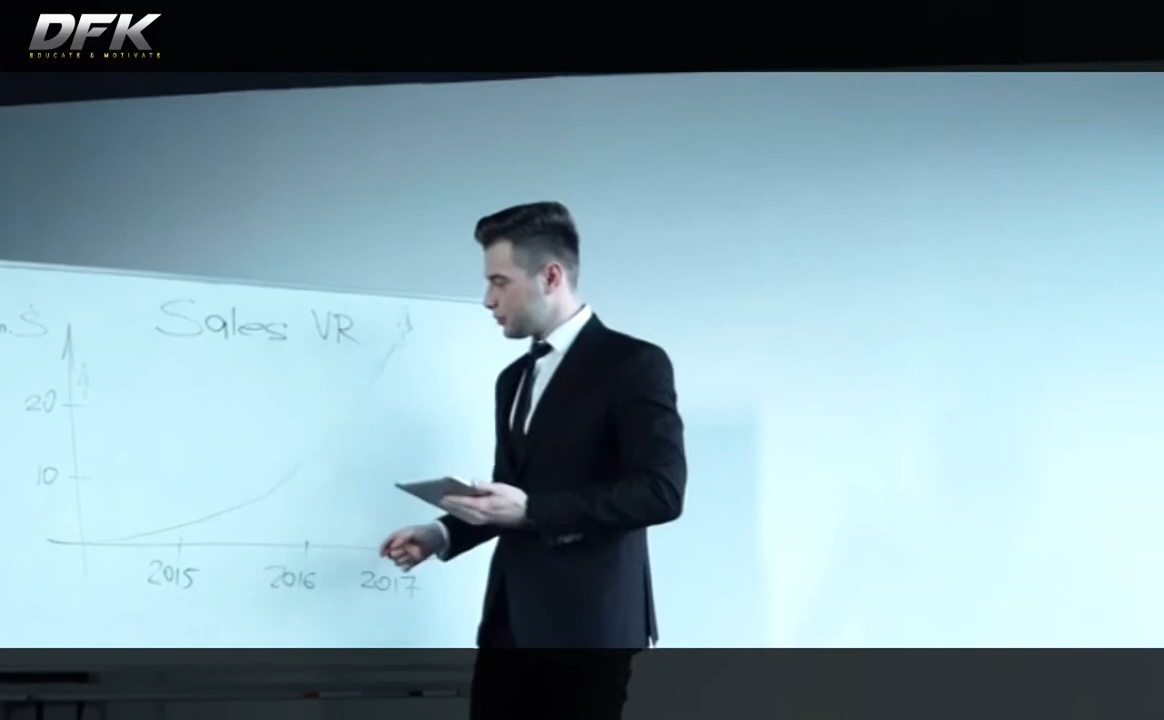 DFK
EDUCATE & MOTIVATE
Sales VR
20
10
2015 2016 2017